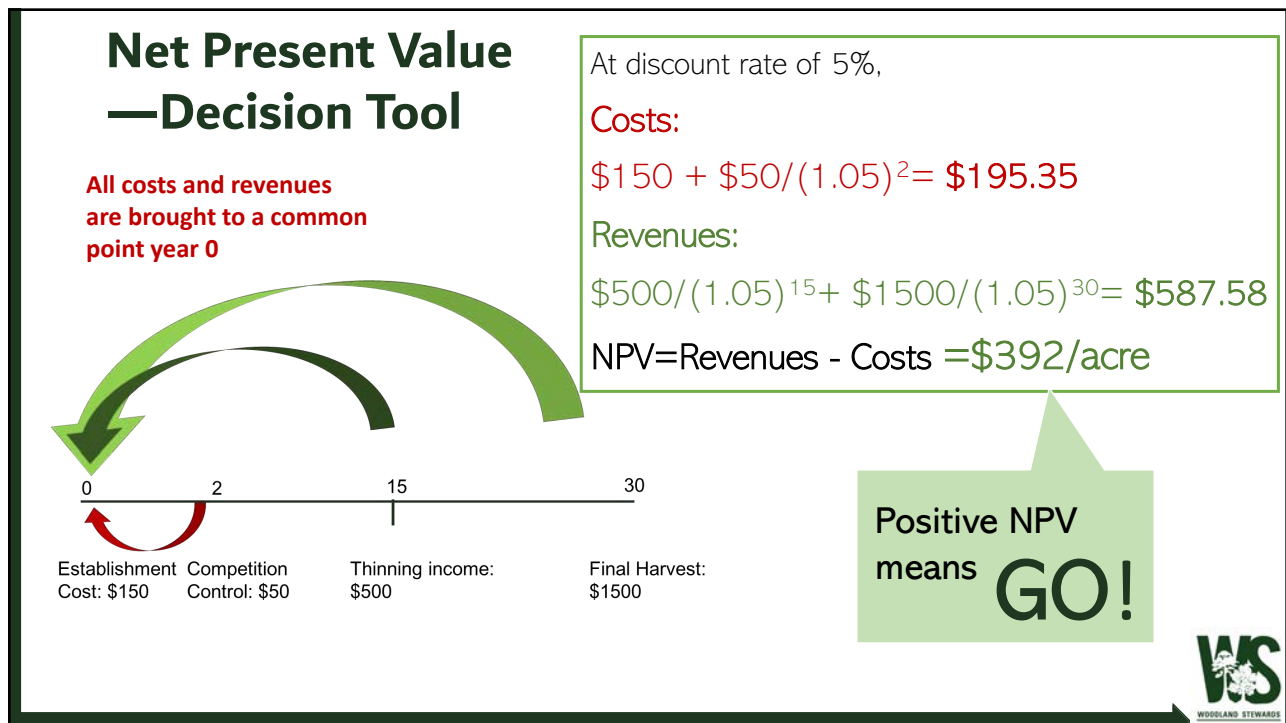 Net Present Value
—Decision Tool
All costs and revenues
are brought to a common
point year 0
At discount rate of 5%,
Costs:
$150 + $50/(1.05)²= $195.35
Revenues:
$500/(1.05)¹⁵+ $1500/(1.05)³⁰= $587.58
NPV=Revenues - Costs =$392/acre
0 2 15 30
Establishment Competition Thinning income: Final Harvest:
Cost: $150 Control: $50 $500 $1500
Positive NPV
means GO!
WS
WOODLAND STEWARDS